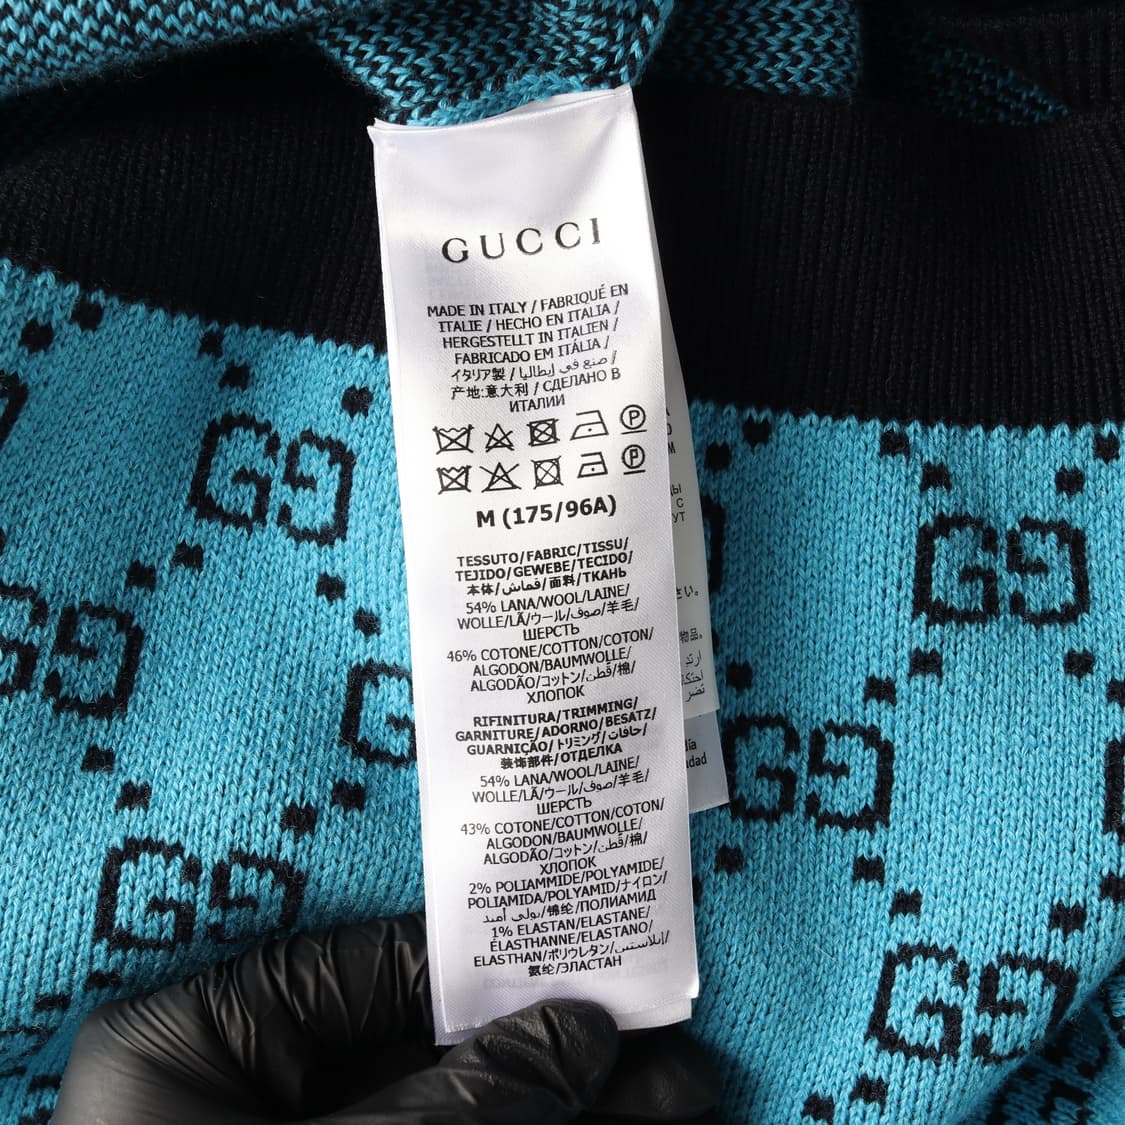 GUCCI
MADE IN ITALY / FABRIQUÉ EN
ITALIE / HECHO EN ITALIA /
HERGESTELLT IN ITALIEN /
FABRICADO EM ITÁLIA /
イタリア製 / صنع في إيطاليا /
产地:意大利 / СДЕЛАНО В
ИТАЛИИ
P
P
M (175/96A)
TESSUTO/FABRIC/TISSU/
TEJIDO/GEWEBE/TECIDO/
本体/قماش/面料/ТКАНЬ
54% LANA/WOOL/LAINE/
WOLLE/LÃ/ウール/صوف/羊毛/
ШЕРСТЬ
46% COTONE/COTTON/COTON/
ALGODON/BAUMWOLLE/
ALGODÃO/コットン/قطن/棉/
ХЛОПОК
RIFINITURA/TRIMMING/
GARNITURE/ADORNO/BESATZ/
GUARNIÇÃO/トリミング/حافات/
装饰部件/ОТДЕЛКА
54% LANA/WOOL/LAINE/
WOLLE/LÃ/ウール/صوف/羊毛/
ШЕРСТЬ
43% COTONE/COTTON/COTON/
ALGODON/BAUMWOLLE/
ALGODÃO/コットン/قطن/棉/
ХЛОПОК
2% POLIAMMIDE/POLYAMIDE/
POLIAMIDA/POLYAMID/ナイロン/
بولي أميد/锦纶/ПОЛИАМИД
1% ELASTAN/ELASTANE/
ÉLASTHANNE/ELASTANO/
ELASTHAN/ポリウレタン/إيلاستين/
氨纶/ЭЛАСТАН